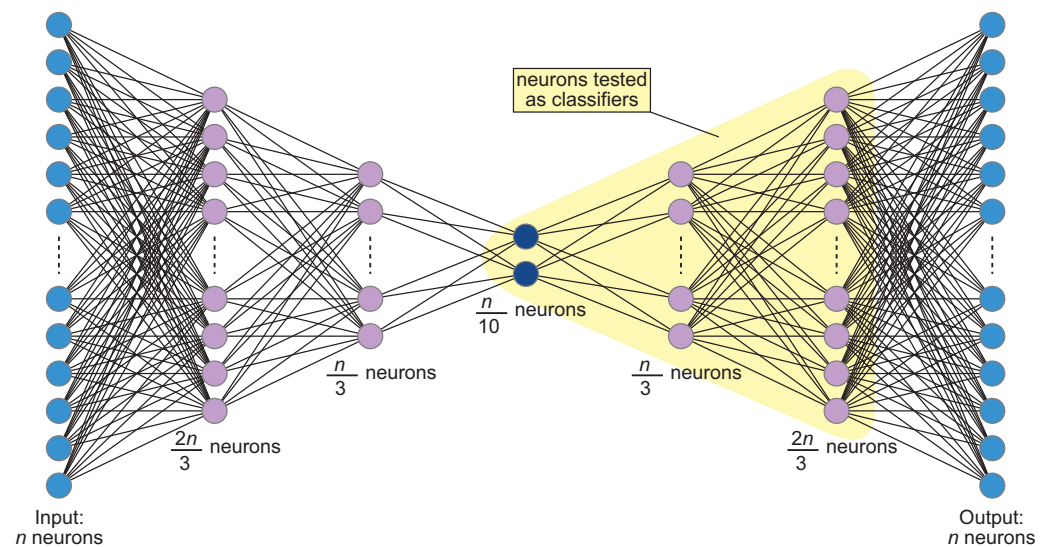 neurons tested
as classifiers
n/10 neurons
n/3 neurons
n/3 neurons
2n/3 neurons
2n/3 neurons
Input:
n neurons
Output:
n neurons